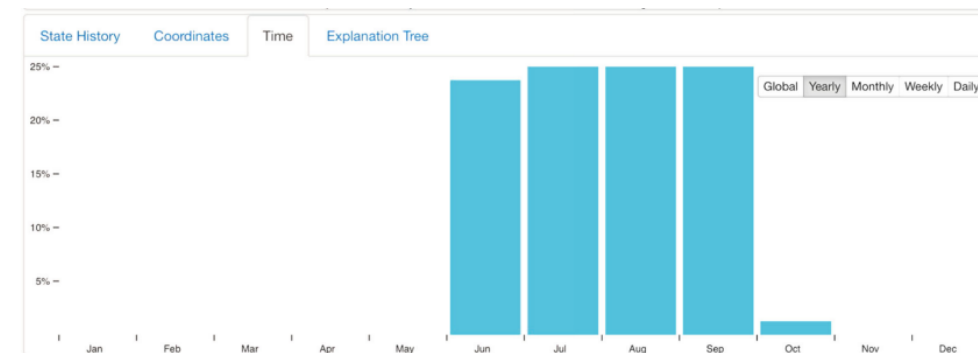 State History Coordinates Time Explanation Tree
25%
Global Yearly Monthly Weekly Daily
20%
15%
10%
5%
Jan Feb Mar Apr May Jun Jul Aug Sep Oct Nov Dec